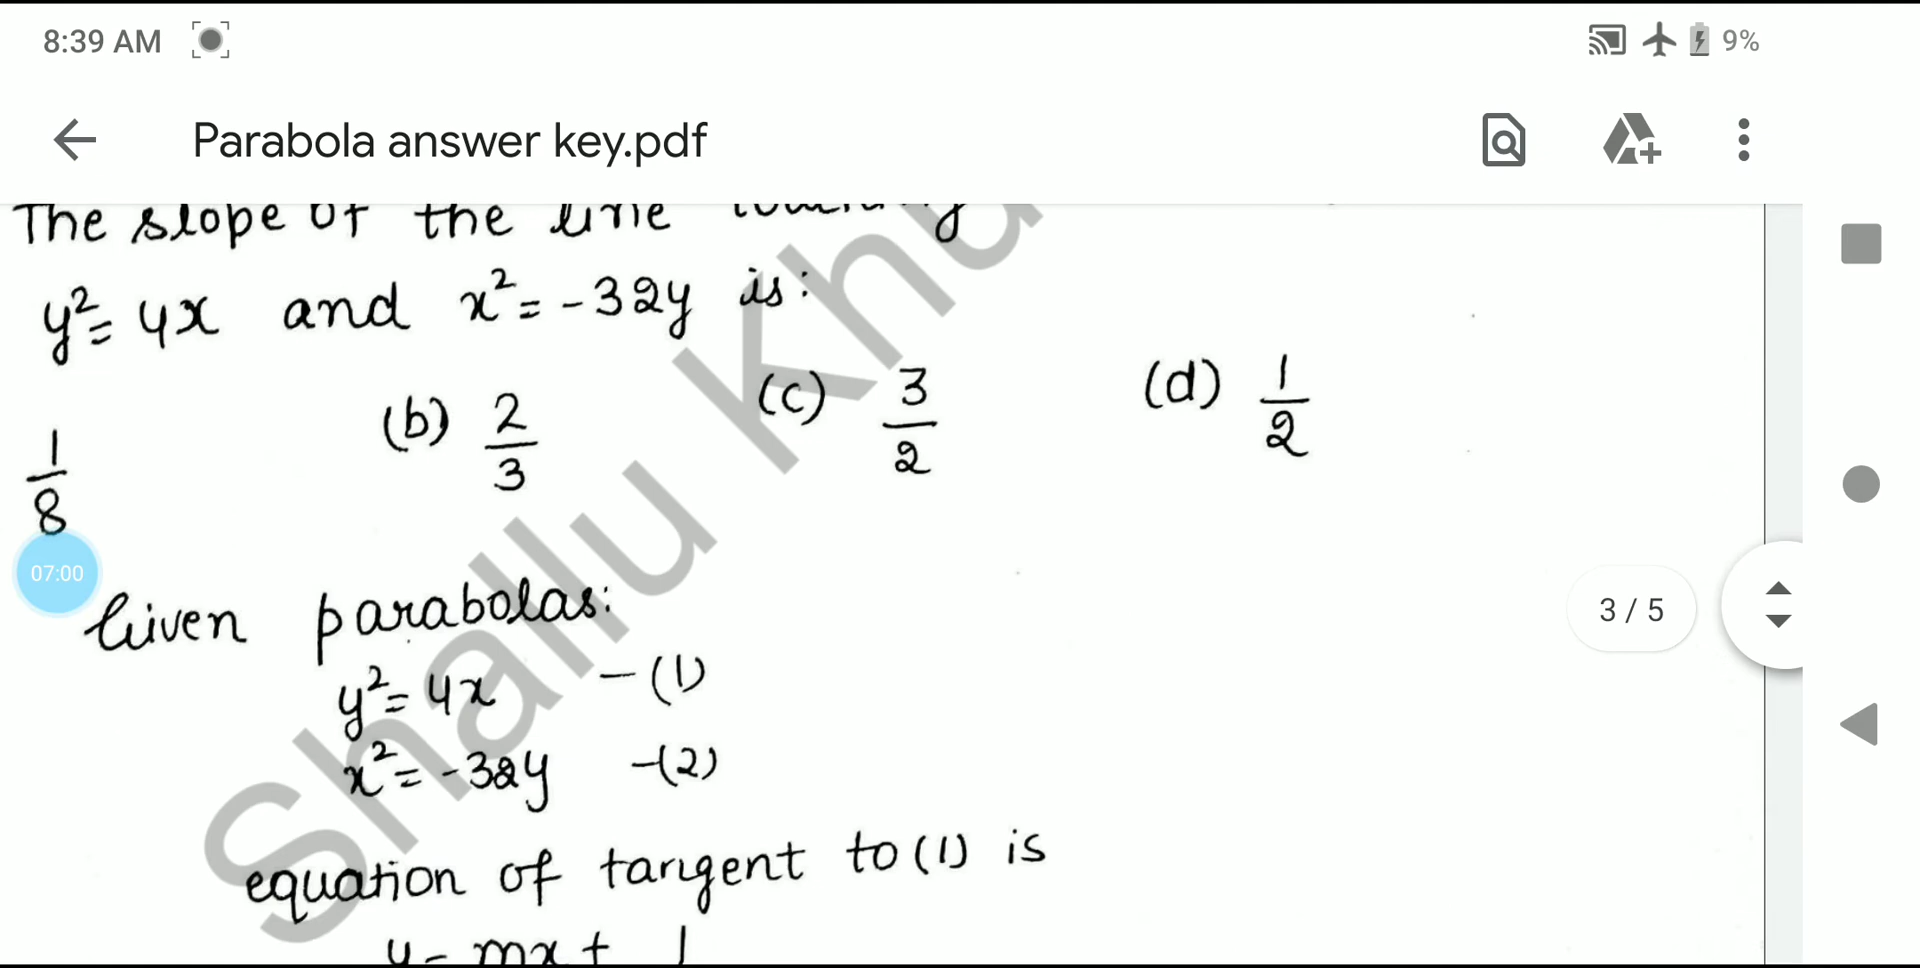 8:39 AM
9%
Parabola answer key.pdf
The slope of the line
y²= 4x and x²= -32y is:
1/8 (b) 2/3 (c) 3/2 (d) 1/2
07:00
Given parabolas:
3 / 5
y²= 4x -(1)
x²= -32y -(2)
equation of tangent to (1) is
y = mx + 1
Shallu